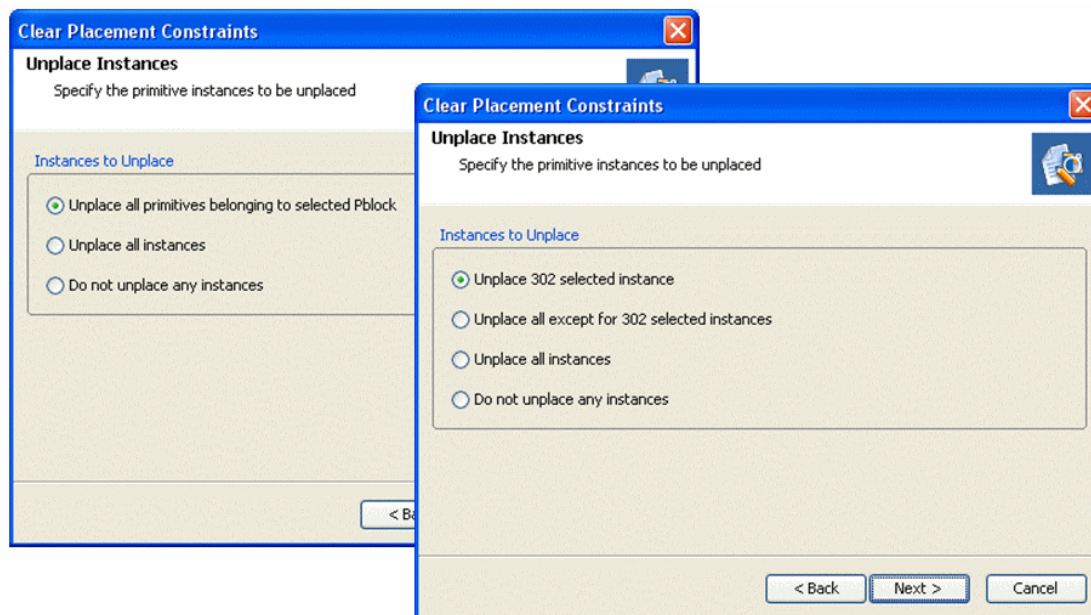 Clear Placement Constraints
Unplace Instances
Specify the primitive instances to be unplaced
Instances to Unplace
Unplace all primitives belonging to selected Pblock
Unplace all instances
Do not unplace any instances
<
Clear Placement Constraints
Unplace Instances
Specify the primitive instances to be unplaced
Instances to Unplace
Unplace 302 selected instance
Unplace all except for 302 selected instances
Unplace all instances
Do not unplace any instances
< Back Next > Cancel